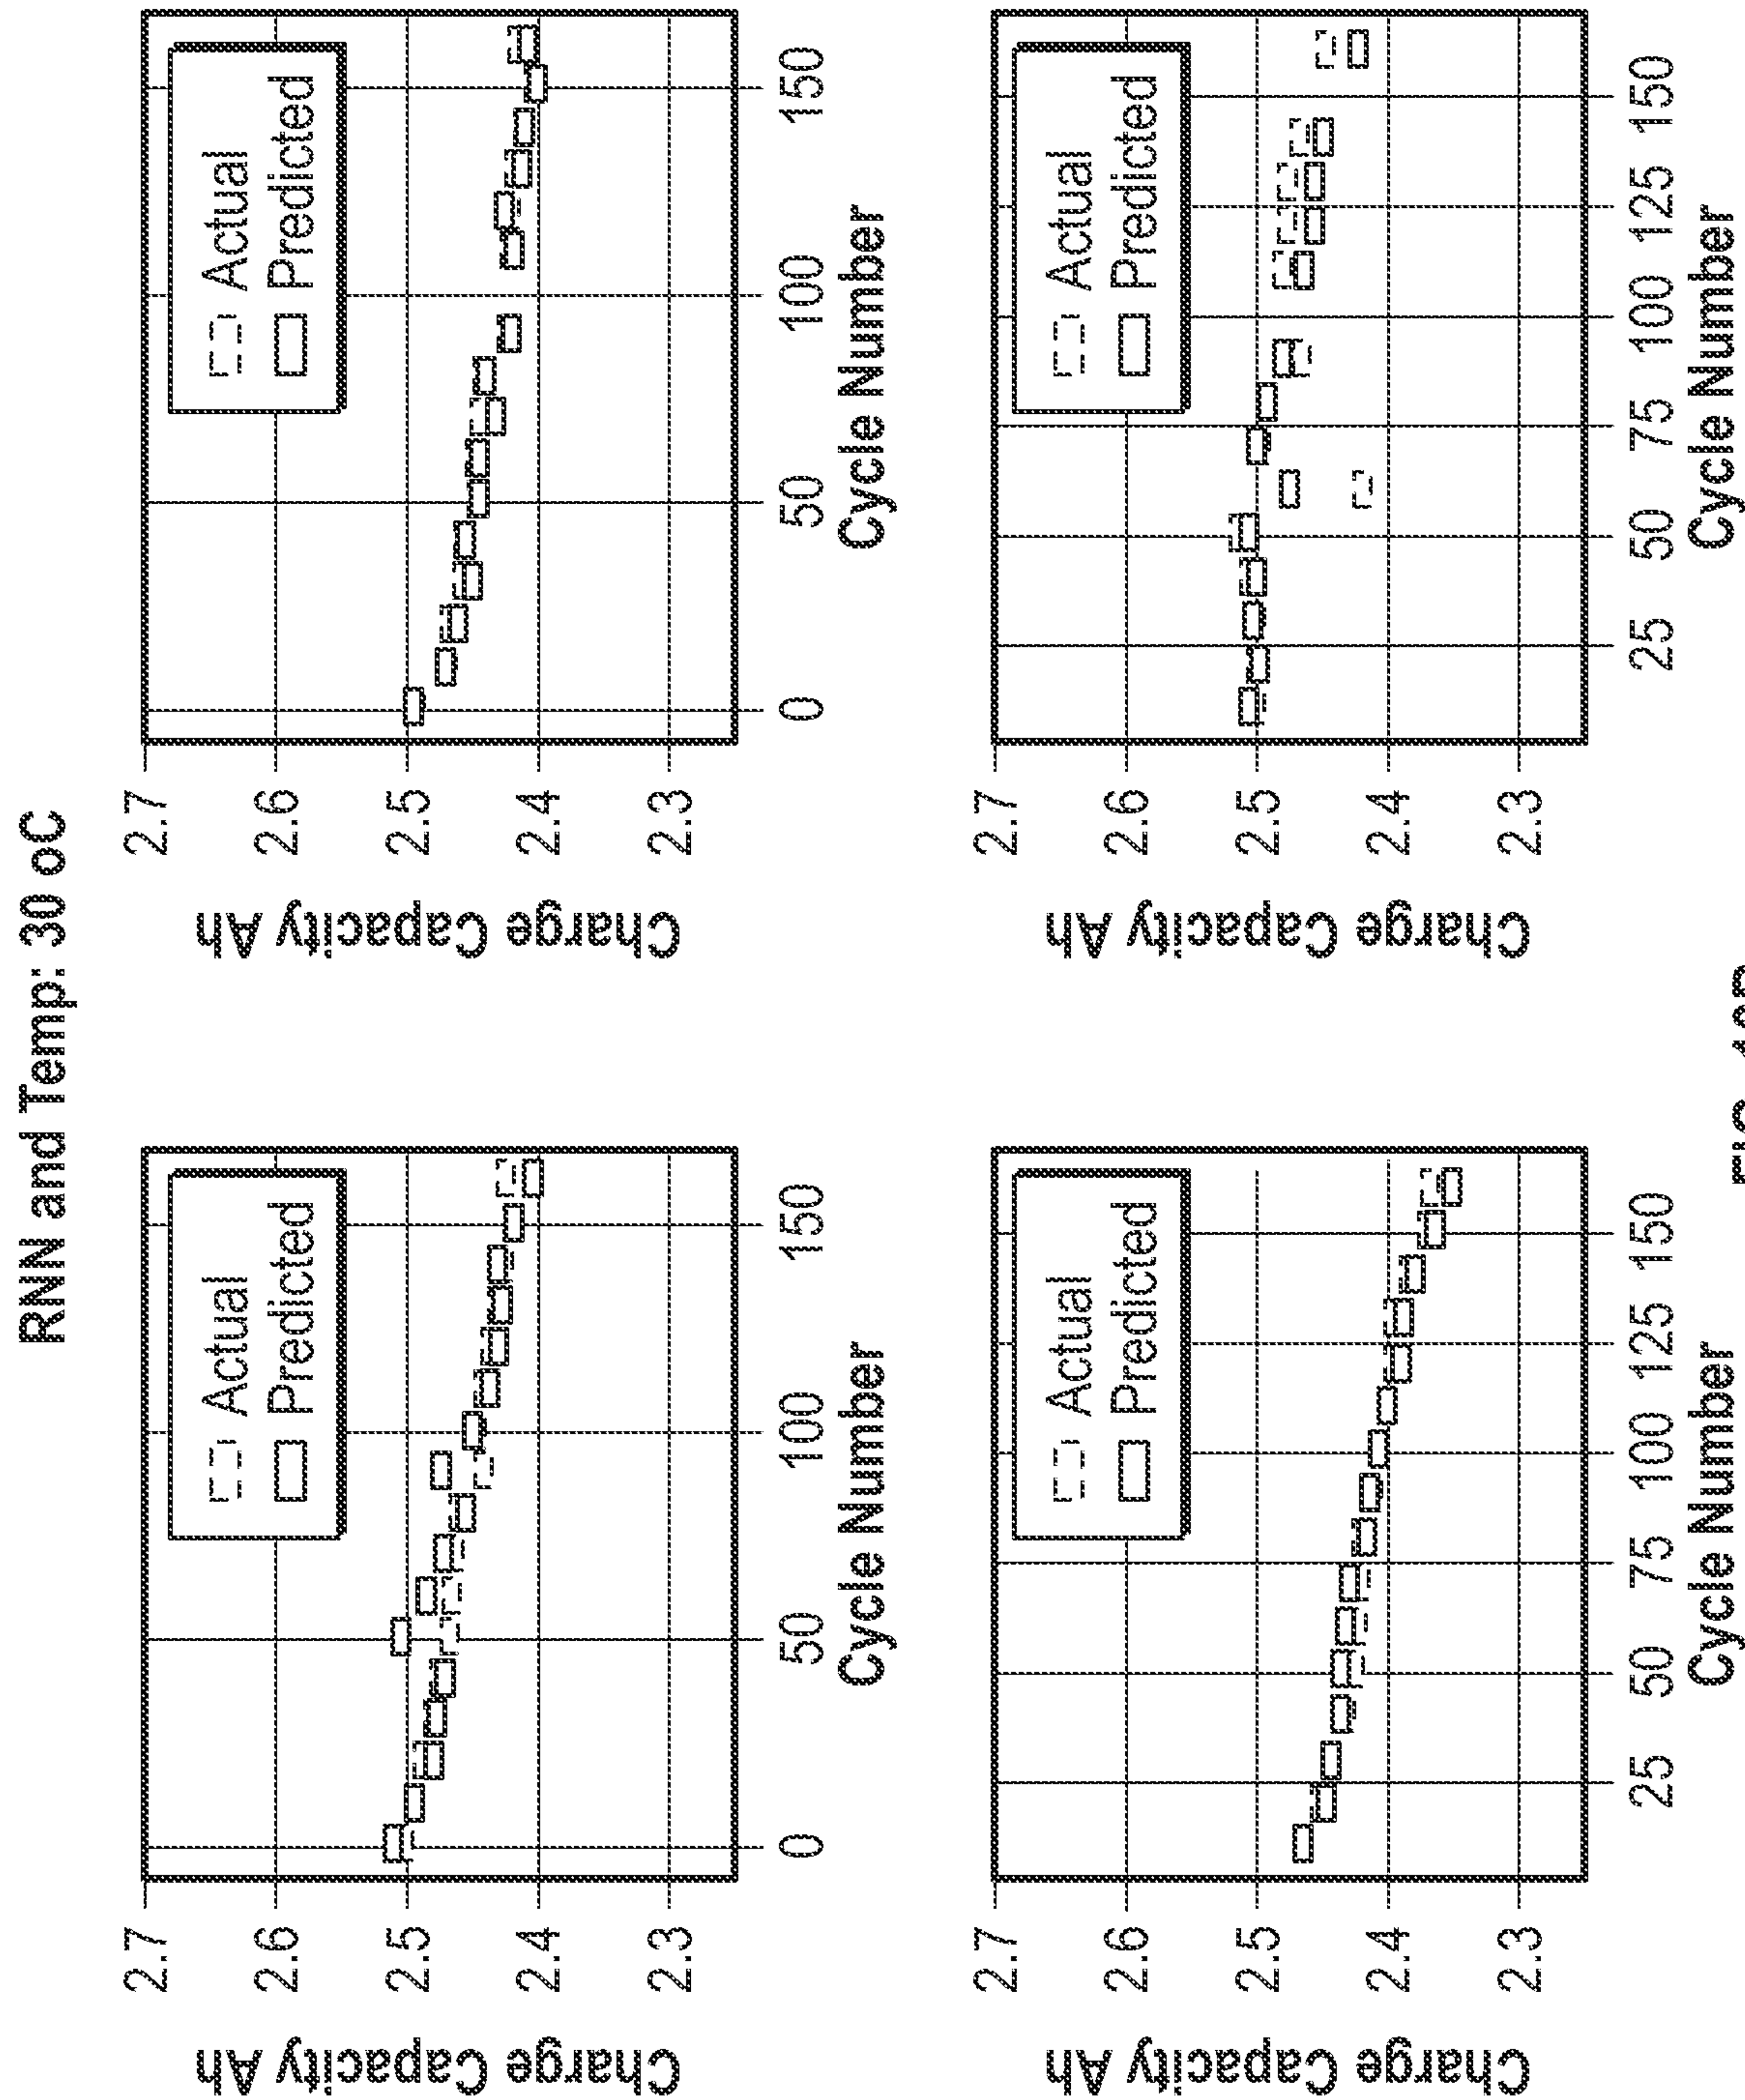 RNN and Temp: 30 oC
Charge Capacity Ah
2.7
2.6
2.5
2.4
2.3
Actual
Predicted
0 50 100 150
Cycle Number
Charge Capacity Ah
2.7
2.6
2.5
2.4
2.3
Actual
Predicted
0 50 100 150
Cycle Number
Charge Capacity Ah
2.7
2.6
2.5
2.4
2.3
Actual
Predicted
25 50 75 100 125 150
Cycle Number
Charge Capacity Ah
2.7
2.6
2.5
2.4
2.3
Actual
Predicted
25 50 75 100 125 150
Cycle Number